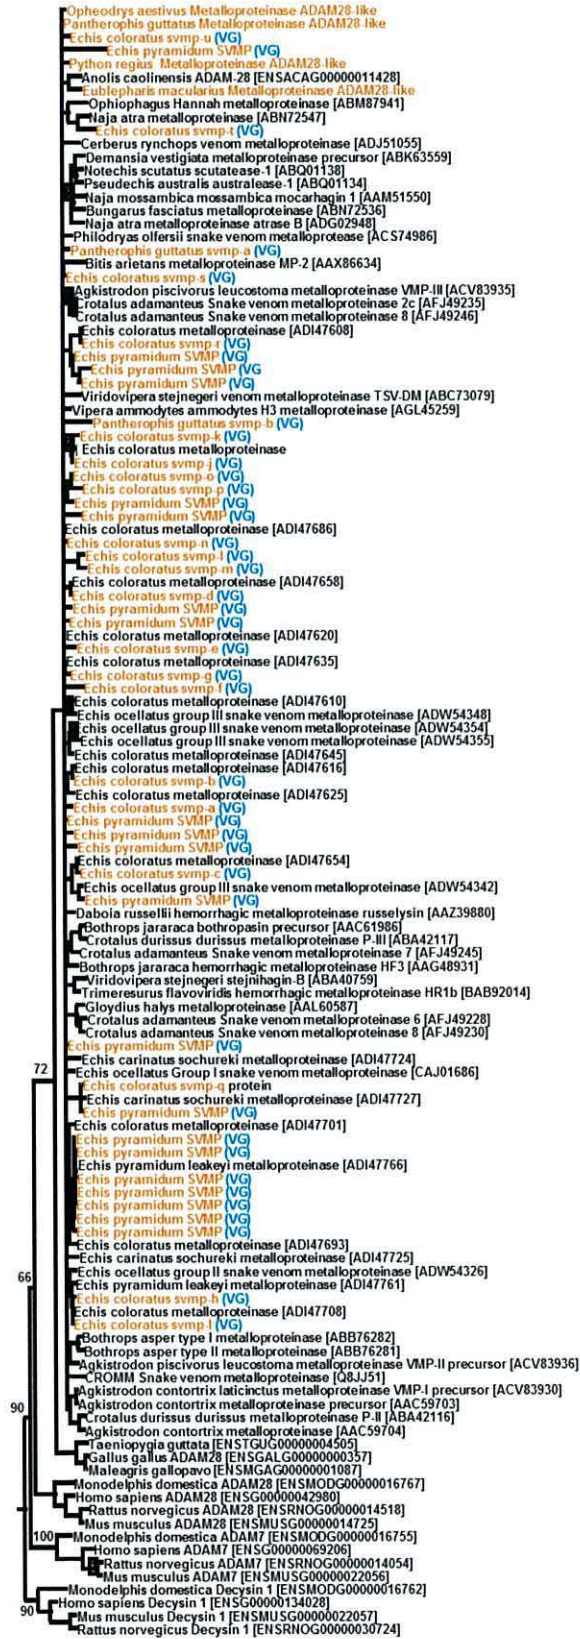 Opheodrys aestivus Metalloproteinase ADAM28-like
Pantherophis guttatus Metalloproteinase ADAM28-like
Echis coloratus svmp-u (VG)
Echis pyramidum SVMP (VG)
Python regius Metalloproteinase ADAM28-like
Anolis caolinensis ADAM-28 [ENSACAG00000011428]
Eublepharis macularius Metalloproteinase ADAM28-like
Ophiophagus Hannah metalloproteinase [ABM87941]
Naja atra metalloproteinase [ABN72547]
Echis coloratus svmp-t (VG)
Cerberus rynchops venom metalloproteinase [ADJ51055]
Demansia vestigiata metalloproteinase precursor [ABK63559]
Notechis scutatus scutatease-1 [ABQ01138]
Pseudechis australis australease-1 [ABQ01134]
Naja mossambica mossambica mocarhagin 1 [AAM51550]
Bungarus fasciatus metalloproteinase [ABN72536]
Naja atra metalloproteinase atrase B [ADG02948]
Philodryas olfersii snake venom metalloprotease [ACS74986]
Pantherophis guttatus svmp-a (VG)
Bitis arietans metalloproteinase MP-2 [AAX86634]
Echis coloratus svmp-s (VG)
Agkistrodon piscivorus leucostoma metalloproteinase VMP-III [ACV83935]
Crotalus adamanteus Snake venom metalloproteinase 2c [AFJ49235]
Crotalus adamanteus Snake venom metalloproteinase 8 [AFJ49246]
Echis coloratus metalloproteinase [ADI47608]
Echis coloratus svmp-r (VG)
Echis pyramidum SVMP (VG)
Echis pyramidum SVMP (VG
Echis pyramidum SVMP (VG)
Viridovipera stejnegeri venom metalloproteinase TSV-DM [ABC73079]
Vipera ammodytes ammodytes H3 metalloproteinase [AGL45259]
Pantherophis guttatus svmp-b (VG)
Echis coloratus svmp-k (VG)
Echis coloratus metalloproteinase
Echis coloratus svmp-j (VG)
Echis coloratus svmp-o (VG)
Echis coloratus svmp-p (VG)
Echis pyramidum SVMP (VG)
Echis pyramidum SVMP (VG)
Echis coloratus metalloproteinase [ADI47686]
Echis coloratus svmp-n (VG)
Echis coloratus svmp-l (VG)
Echis coloratus svmp-m (VG)
Echis coloratus metalloproteinase [ADI47658]
Echis coloratus svmp-d (VG)
Echis pyramidum SVMP (VG)
Echis pyramidum SVMP (VG)
Echis coloratus metalloproteinase [ADI47620]
Echis coloratus svmp-e (VG)
Echis coloratus metalloproteinase [ADI47635]
Echis coloratus svmp-g (VG)
Echis coloratus svmp-f (VG)
Echis coloratus metalloproteinase [ADI47610]
Echis ocellatus group III snake venom metalloproteinase [ADW54348]
Echis ocellatus group III snake venom metalloproteinase [ADW54354]
Echis ocellatus group III snake venom metalloproteinase [ADW54355]
Echis coloratus metalloproteinase [ADI47645]
Echis coloratus metalloproteinase [ADI47616]
Echis coloratus svmp-b (VG)
Echis coloratus metalloproteinase [ADI47625]
Echis coloratus svmp-a (VG)
Echis pyramidum SVMP (VG)
Echis pyramidum SVMP (VG)
Echis pyramidum SVMP (VG)
Echis coloratus metalloproteinase [ADI47654]
Echis coloratus svmp-c (VG)
Echis ocellatus group III snake venom metalloproteinase [ADW54342]
Echis pyramidum SVMP (VG)
Daboia russellii hemorrhagic metalloproteinase russelysin [AAZ39880]
Bothrops jararaca bothropasin precursor [AAC61986]
Crotalus durissus durissus metalloproteinase P-III [ABA42117]
Crotalus adamanteus Snake venom metalloproteinase 7 [AFJ49245]
Bothrops jararaca hemorrhagic metalloproteinase HF3 [AAG48931]
Viridovipera stejnegeri stejnihagin-B [ABA40759]
Trimeresurus flavoviridis hemorrhagic metalloproteinase HR1b [BAB92014]
Gloydius halys metalloproteinase [AAL60587]
Crotalus adamanteus Snake venom metalloproteinase 6 [AFJ49228]
Crotalus adamanteus Snake venom metalloproteinase 8 [AFJ49230]
Echis pyramidum SVMP (VG)
Echis carinatus sochureki metalloproteinase [ADI47724]
Echis ocellatus Group I snake venom metalloproteinase [CAJ01686]
72
Echis coloratus svmp-q protein
Echis carinatus sochureki metalloproteinase [ADI47727]
Echis pyramidum SVMP (VG)
Echis coloratus metalloproteinase [ADI47701]
Echis pyramidum SVMP (VG)
Echis pyramidum SVMP (VG)
Echis pyramidum leakeyi metalloproteinase [ADI47766]
Echis pyramidum SVMP (VG)
Echis pyramidum SVMP (VG)
Echis pyramidum SVMP (VG)
Echis pyramidum SVMP (VG)
Echis pyramidum SVMP (VG)
Echis coloratus metalloproteinase [ADI47693]
Echis carinatus sochureki metalloproteinase [ADI47725]
Echis ocellatus group II snake venom metalloproteinase [ADW54326]
66
Echis pyramidum leakeyi metalloproteinase [ADI47761]
Echis coloratus svmp-h (VG)
Echis coloratus metalloproteinase [ADI47708]
Echis coloratus svmp-i (VG)
Bothrops asper type I metalloproteinase [ABB76282]
Bothrops asper type II metalloproteinase [ABB76281]
Agkistrodon piscivorus leucostoma metalloproteinase VMP-II precursor [ACV83936]
CROMM Snake venom metalloproteinase [Q8JJ51]
Agkistrodon contortrix laticinctus metalloproteinase VMP-I precursor [ACV83930]
Agkistrodon contortrix metalloproteinase precursor [AAC59703]
90
Crotalus durissus durissus metalloproteinase P-II [ABA42116]
Agkistrodon contortrix metalloproteinase [AAC59704]
Taeniopygia guttata [ENSTGUG00000004505]
Gallus gallus ADAM28 [ENSGALG00000000357]
Maleagris gallopavo [ENSMGAG00000001087]
Monodelphis domestica ADAM28 [ENSMODG00000016767]
Homo sapiens ADAM28 [ENSG00000042980]
Rattus norvegicus ADAM28 [ENSRNOG00000014518]
Mus musculus ADAM28 [ENSMUSG00000014725]
100
Monodelphis domestica ADAM7 [ENSMODG00000016755]
Homo sapiens ADAM7 [ENSG00000069206]
Rattus norvegicus ADAM7 [ENSRNOG00000014054]
Mus musculus ADAM7 [ENSMUSG00000022056]
Monodelphis domestica Decysin 1 [ENSMODG00000016762]
Homo sapiens Decysin 1 [ENSG00000134028]
90
Mus musculus Decysin 1 [ENSMUSG00000022057]
Rattus norvegicus Decysin 1 [ENSRNOG00000030724]